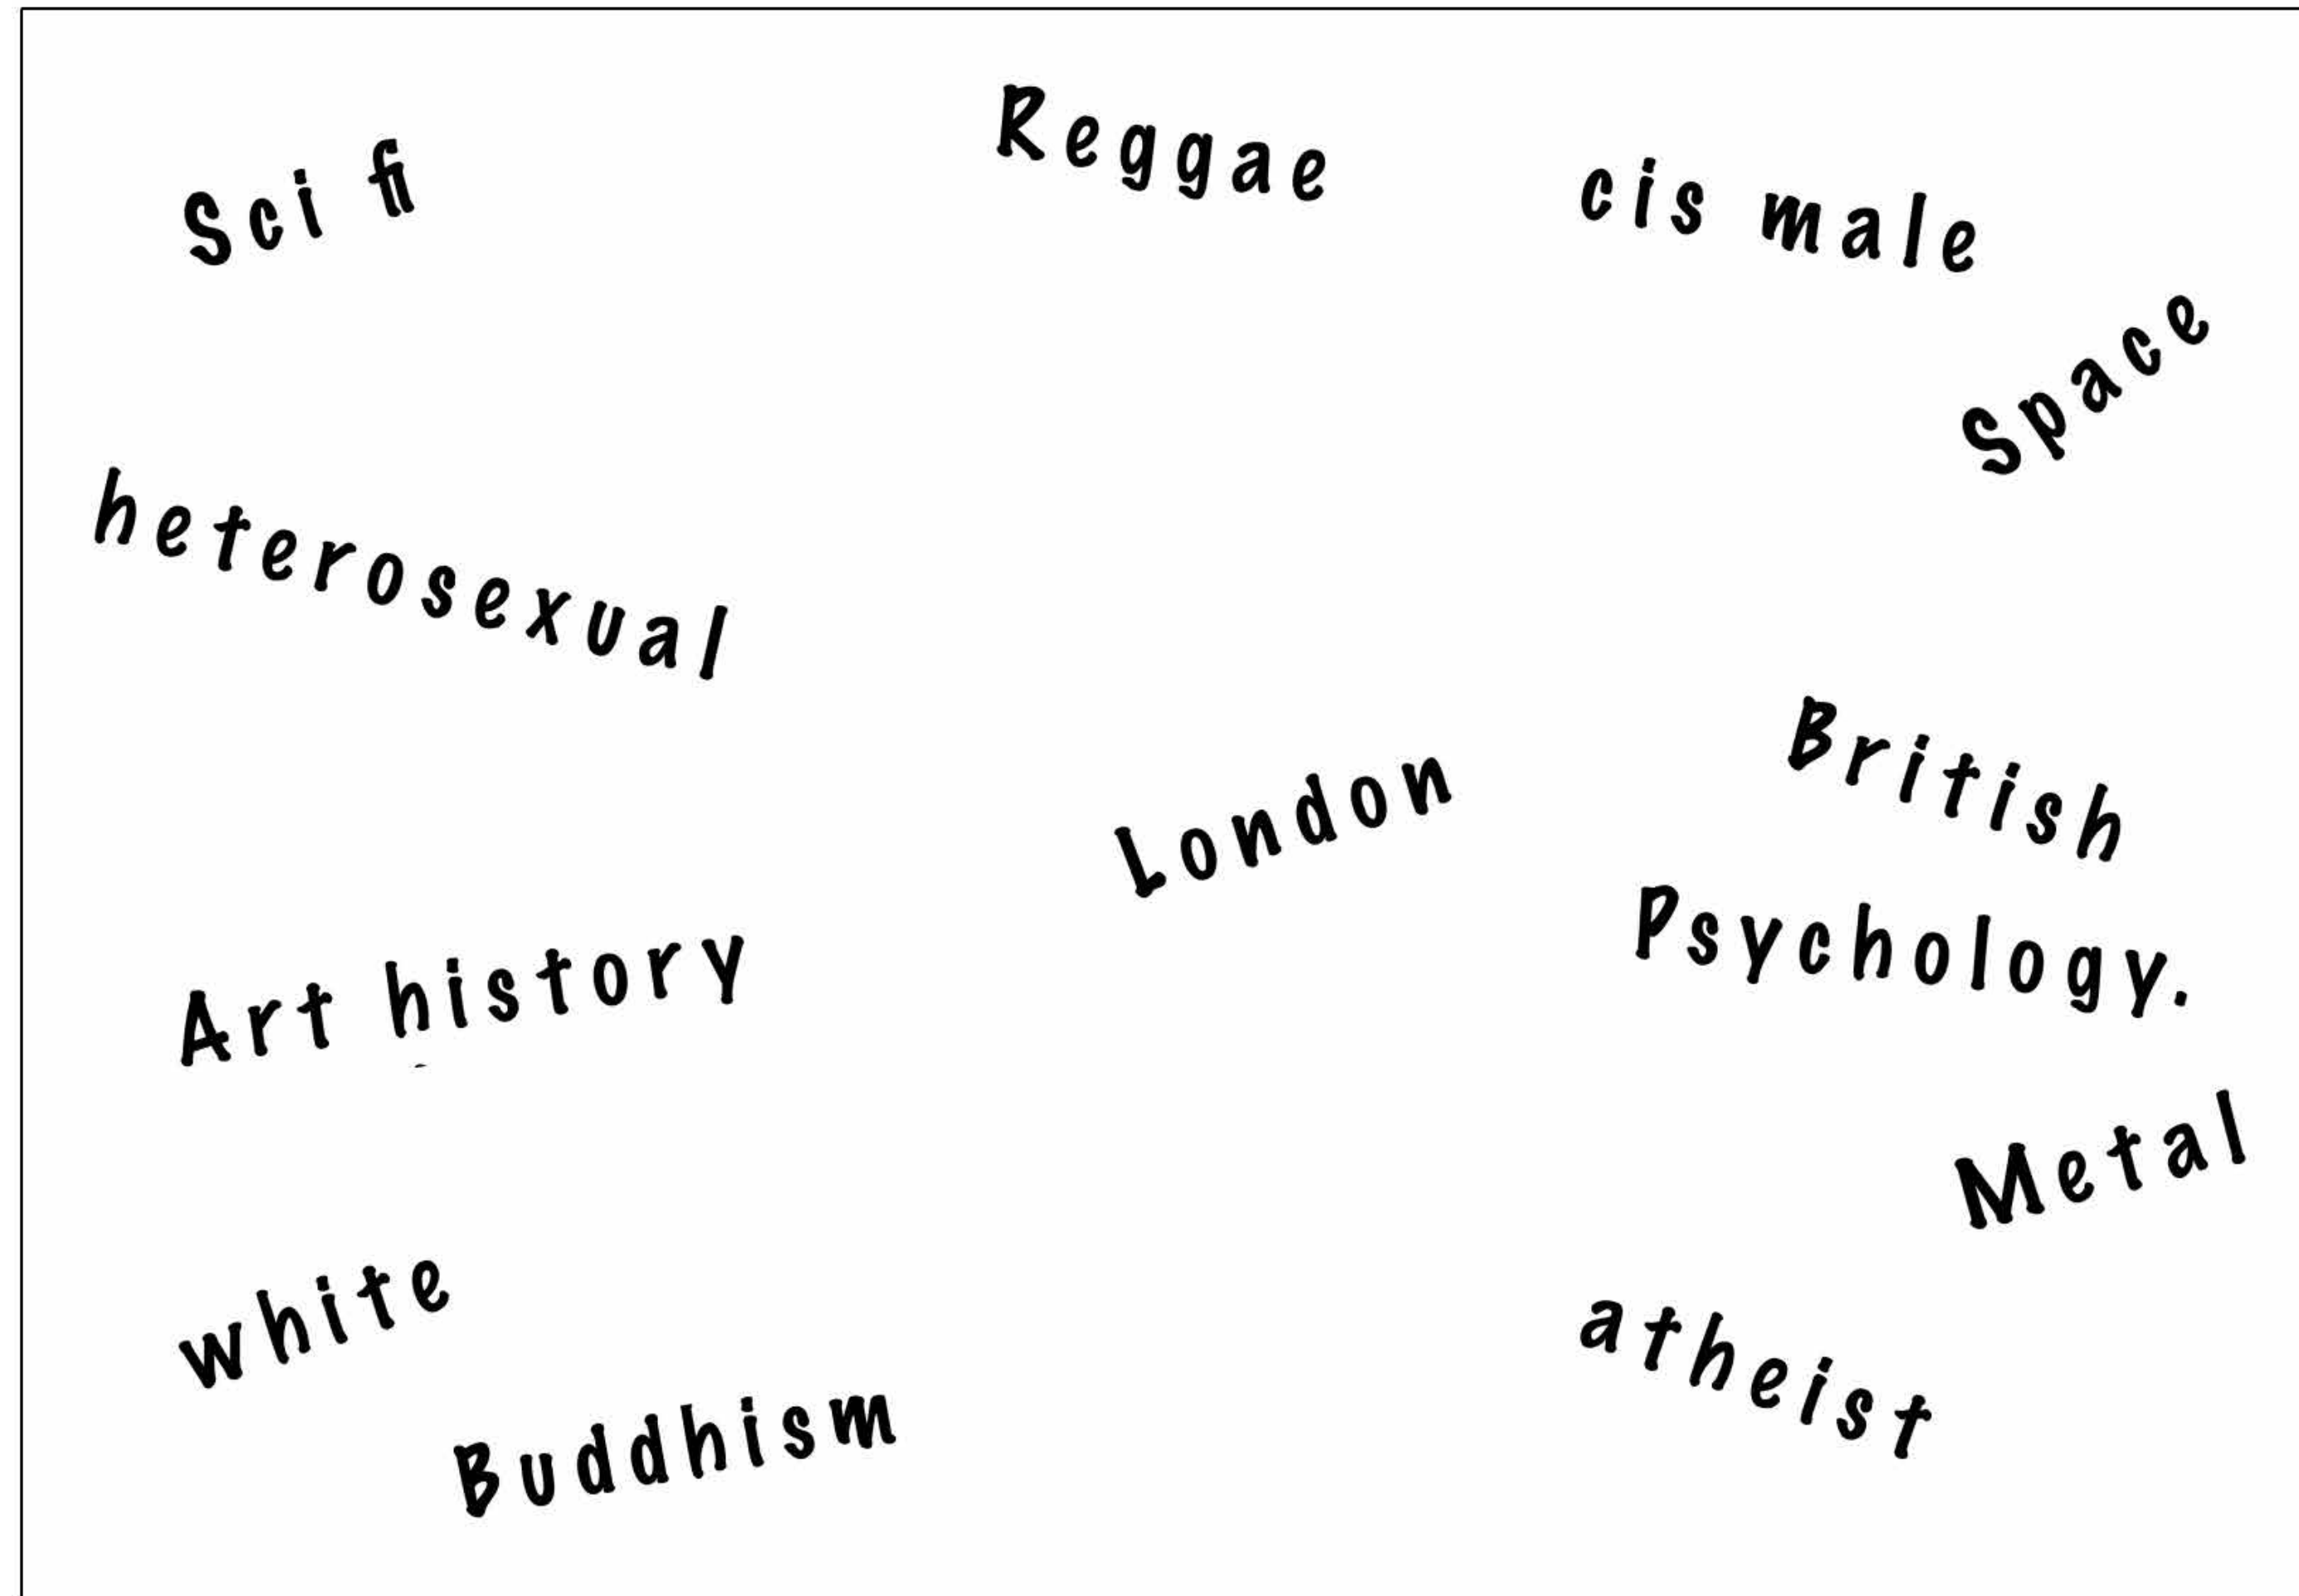 Sci fi
Reggae
cis male
Space
heterosexual
British
London
Psychology.
Art history
Metal
white
atheist
Buddhism